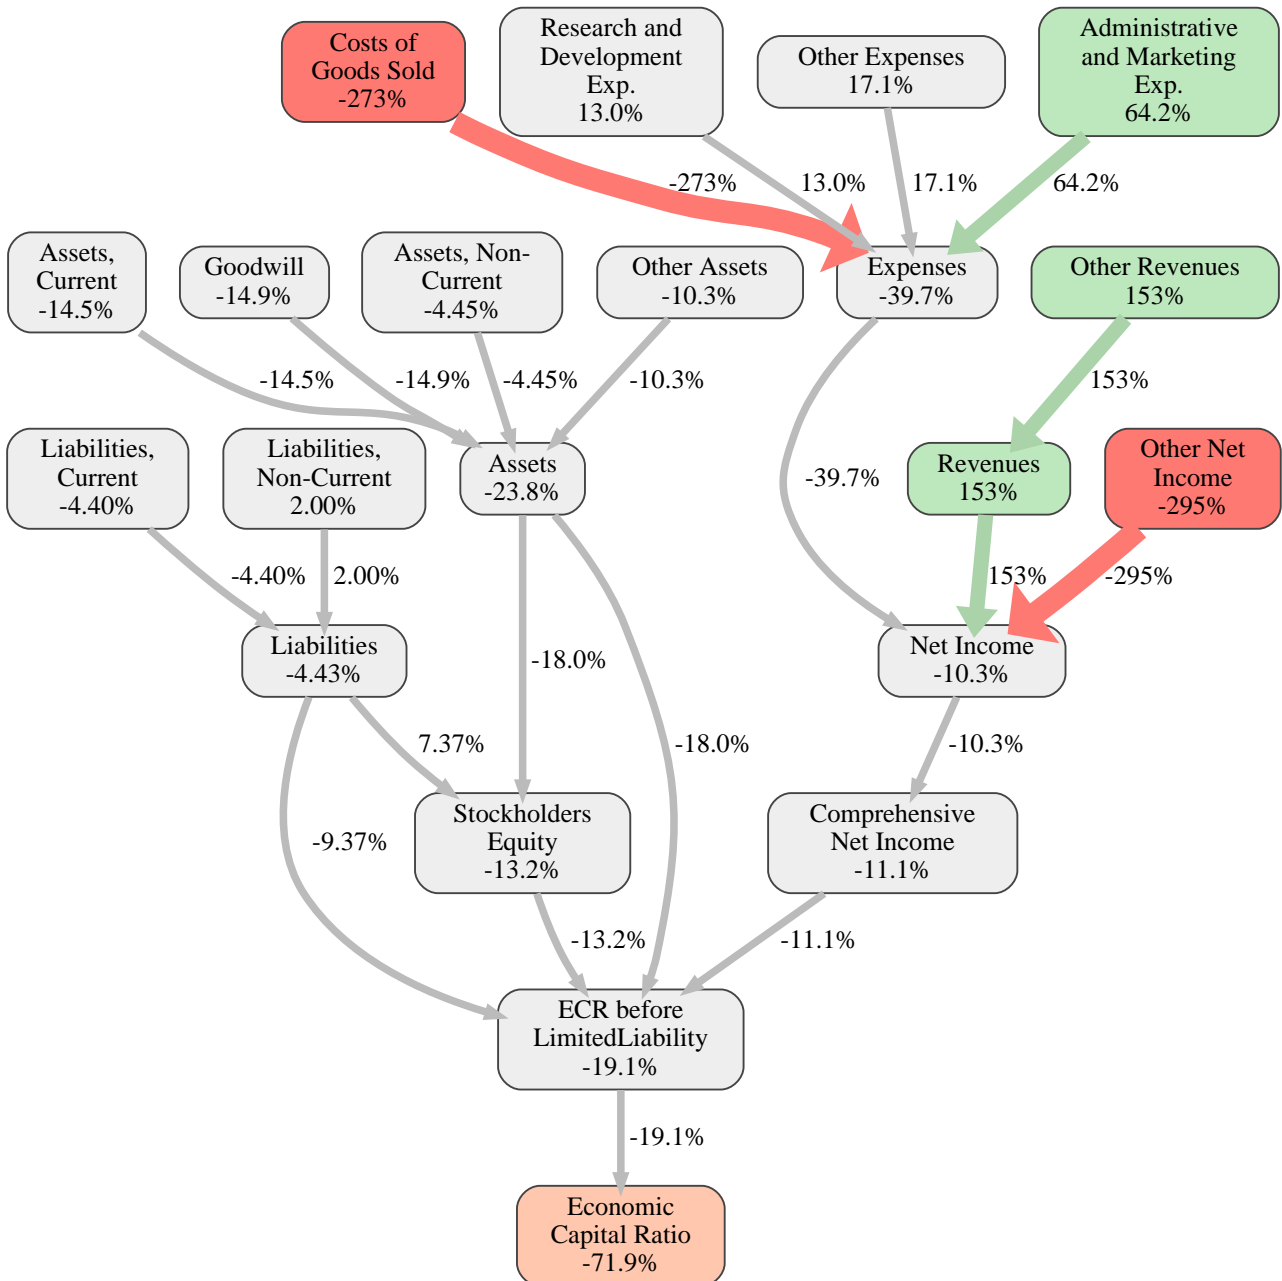 Costs of
Goods Sold
-273%
Research and
Development
Exp.
13.0%
Other Expenses
17.1%
Administrative
and Marketing
Exp.
64.2%
-273%
13.0%
17.1%
64.2%
Assets,
Current
-14.5%
Goodwill
-14.9%
Assets, Non-
Current
-4.45%
Other Assets
-10.3%
Expenses
-39.7%
Other Revenues
153%
-14.5%
-14.9%
-4.45%
-10.3%
153%
Liabilities,
Current
-4.40%
Liabilities,
Non-Current
2.00%
Assets
-23.8%
-39.7%
Revenues
153%
Other Net
Income
-295%
-4.40%
2.00%
153%
-295%
Liabilities
-4.43%
-18.0%
Net Income
-10.3%
7.37%
-18.0%
-10.3%
-9.37%
Stockholders
Equity
-13.2%
Comprehensive
Net Income
-11.1%
-13.2%
-11.1%
ECR before
LimitedLiability
-19.1%
-19.1%
Economic
Capital Ratio
-71.9%